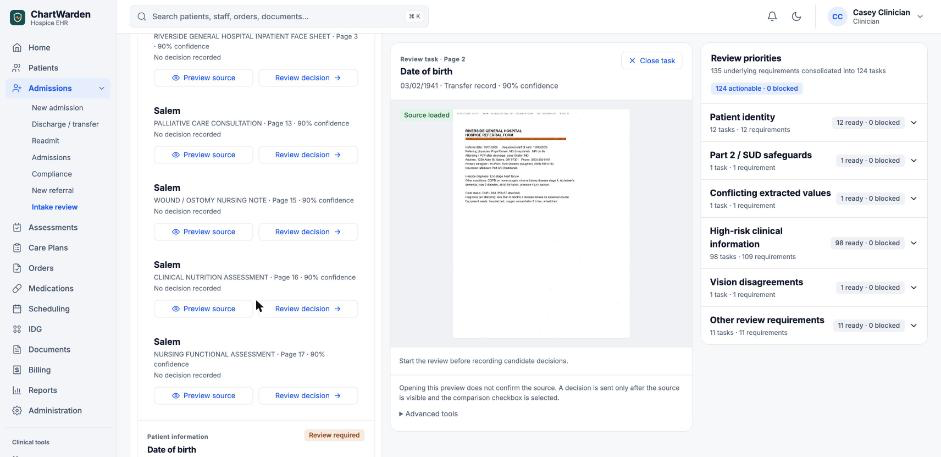 ChartWarden
Hospice EHR
Search patients, staff, orders, documents...
⌘ K
CC
Casey Clinician
Clinician
Home
Patients
Admissions
New admission
Discharge / transfer
Readmit
Admissions
Compliance
New referral
Intake review
Assessments
Care Plans
Orders
Medications
Scheduling
IDG
Documents
Billing
Reports
Administration
Clinical tools
RIVERSIDE GENERAL HOSPITAL INPATIENT FACE SHEET · Page 3
· 90% confidence
No decision recorded
Preview source
Review decision →
Salem
PALLIATIVE CARE CONSULTATION · Page 13 · 90% confidence
No decision recorded
Preview source
Review decision →
Salem
WOUND / OSTOMY NURSING NOTE · Page 15 · 90% confidence
No decision recorded
Preview source
Review decision →
Salem
CLINICAL NUTRITION ASSESSMENT · Page 16 · 90% confidence
No decision recorded
Preview source
Review decision →
Salem
NURSING FUNCTIONAL ASSESSMENT · Page 17 · 90%
confidence
No decision recorded
Preview source
Review decision →
Patient information
Review required
Date of birth
Review task · Page 2
Date of birth
03/02/1941 · Transfer record · 90% confidence
Close task
Source loaded
RIVERSIDE GENERAL HOSPITAL
HOSPICE REFERRAL FORM
Start the review before recording candidate decisions.
Opening this preview does not confirm the source. A decision is sent only after the source
is visible and the comparison checkbox is selected.
Advanced tools
Review priorities
135 underlying requirements consolidated into 124 tasks
124 actionable · 0 blocked
Patient identity
12 tasks · 12 requirements
12 ready · 0 blocked
Part 2 / SUD safeguards
1 task · 1 requirement
1 ready · 0 blocked
Conflicting extracted values
1 task · 1 requirement
1 ready · 0 blocked
High-risk clinical
information
98 tasks · 109 requirements
98 ready · 0 blocked
Vision disagreements
1 task · 1 requirement
1 ready · 0 blocked
Other review requirements
11 tasks · 11 requirements
11 ready · 0 blocked